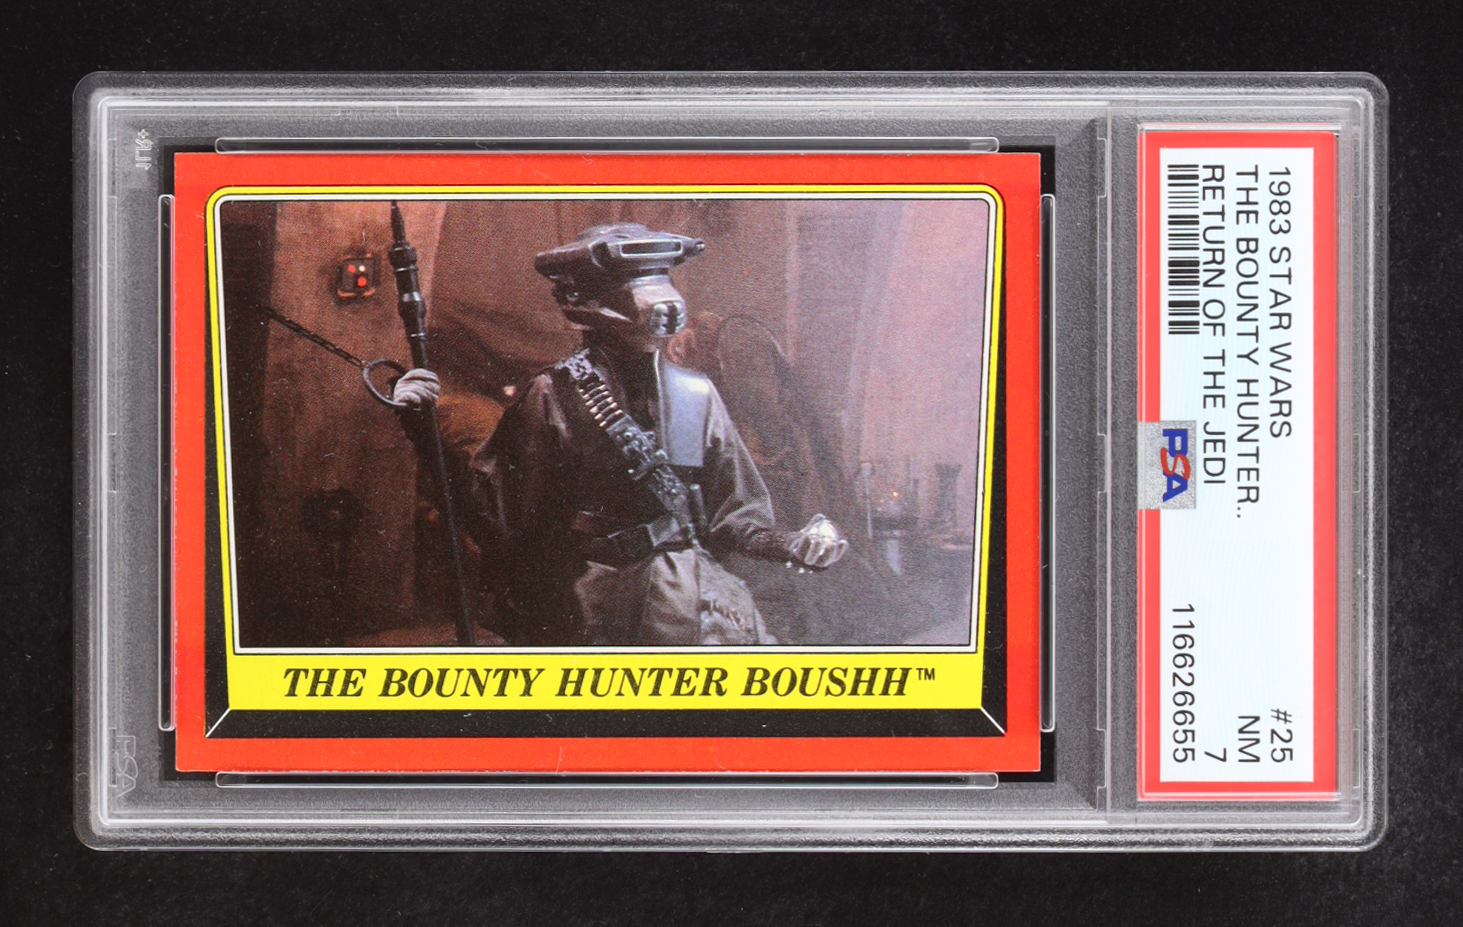 THE BOUNTY HUNTER BOUSHH™
1983 STAR WARS #25
THE BOUNTY HUNTER.. NM
RETURN OF THE JEDI 7
116626655
PSA
PSA